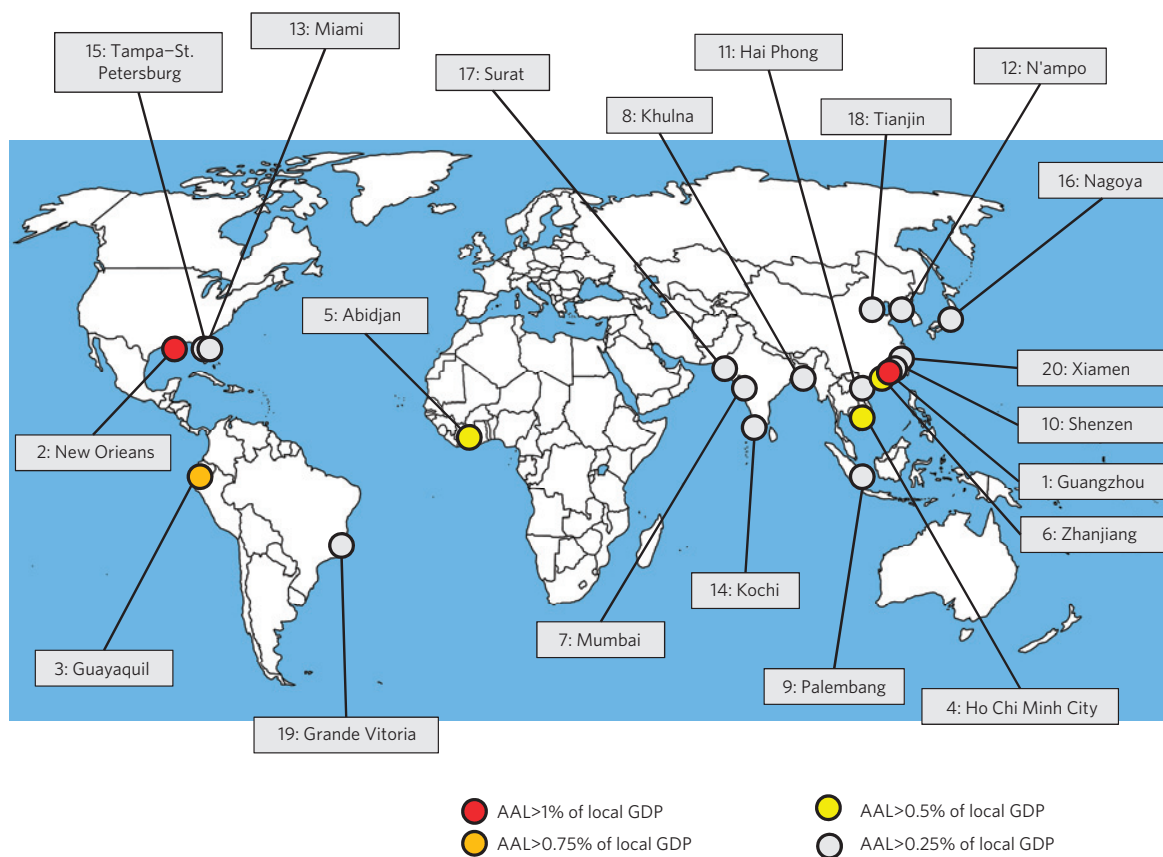 13: Miami
15: Tampa–St.
Petersburg
11: Hai Phong
17: Surat
12: N'ampo
8: Khulna
18: Tianjin
16: Nagoya
5: Abidjan
20: Xiamen
10: Shenzen
2: New Orieans
1: Guangzhou
6: Zhanjiang
14: Kochi
7: Mumbai
3: Guayaquil
9: Palembang
4: Ho Chi Minh City
19: Grande Vitoria
AAL>1% of local GDP
AAL>0.5% of local GDP
AAL>0.75% of local GDP
AAL>0.25% of local GDP